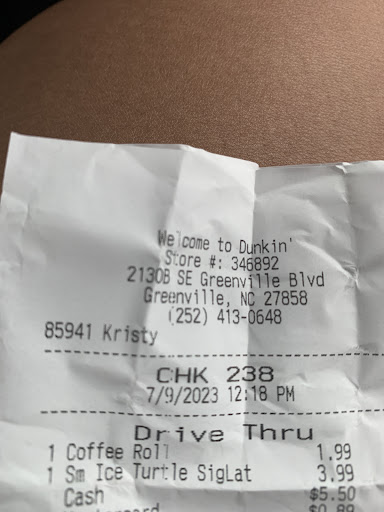 Welcome to Dunkin'
Store #: 346892
2130B SE Greenville Blvd
Greenville, NC 27858
(252) 413-0648
85941 Kristy
CHK 238
7/9/2023 12:18 PM
Drive Thru
1 Coffee Roll 1.99
1 Sm Ice Turtle SigLat 3.99
Cash $5.50
$0.89